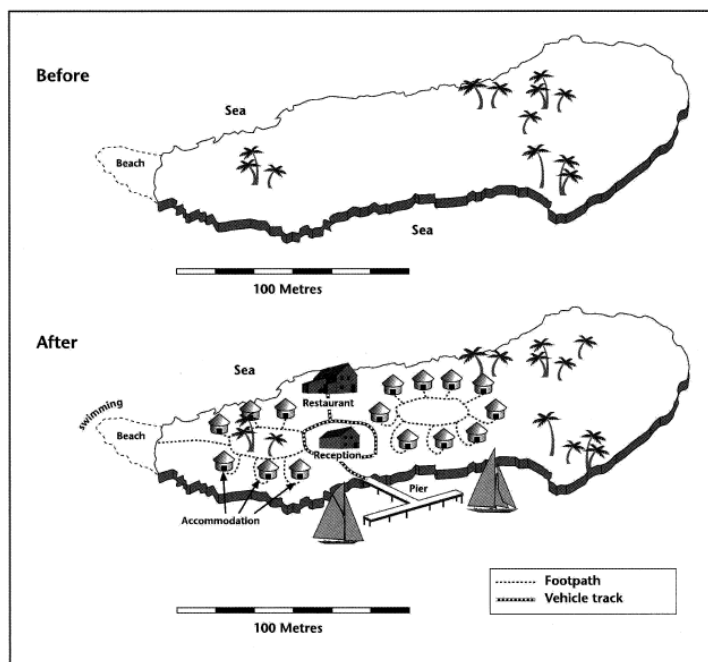 Before
Sea
Beach
Sea
100 Metres
After
Sea
swimming
Restaurant
Beach
Reception
Pier
Accommodation
Footpath
Vehicle track
100 Metres